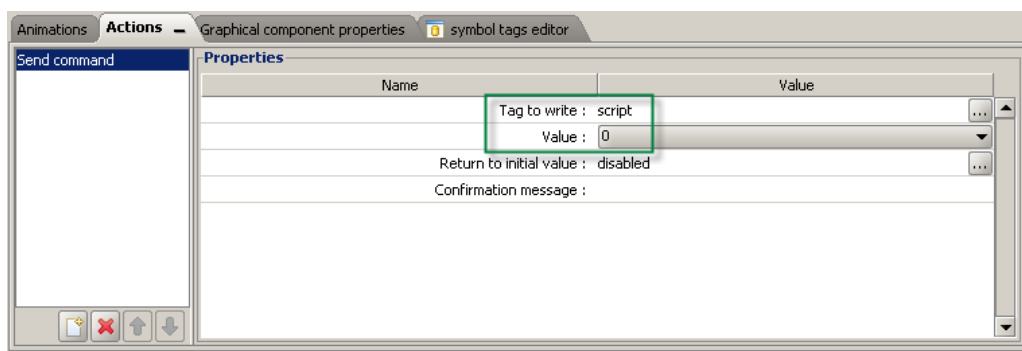 Animations Actions Graphical component properties symbol tags editor
Send command
Properties
Name Value
Tag to write : script ...
Value : 0
Return to initial value : disabled ...
Confirmation message :